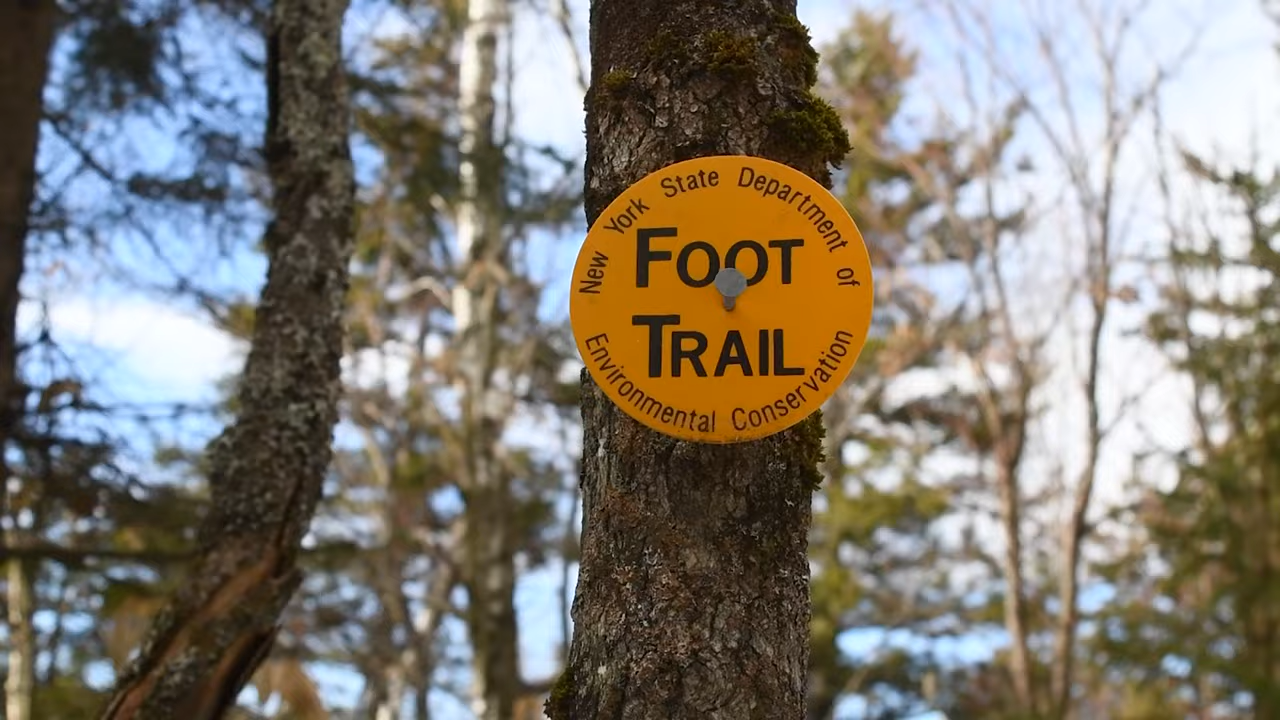 New York State Department of
FOOT
TRAIL
Environmental Conservation